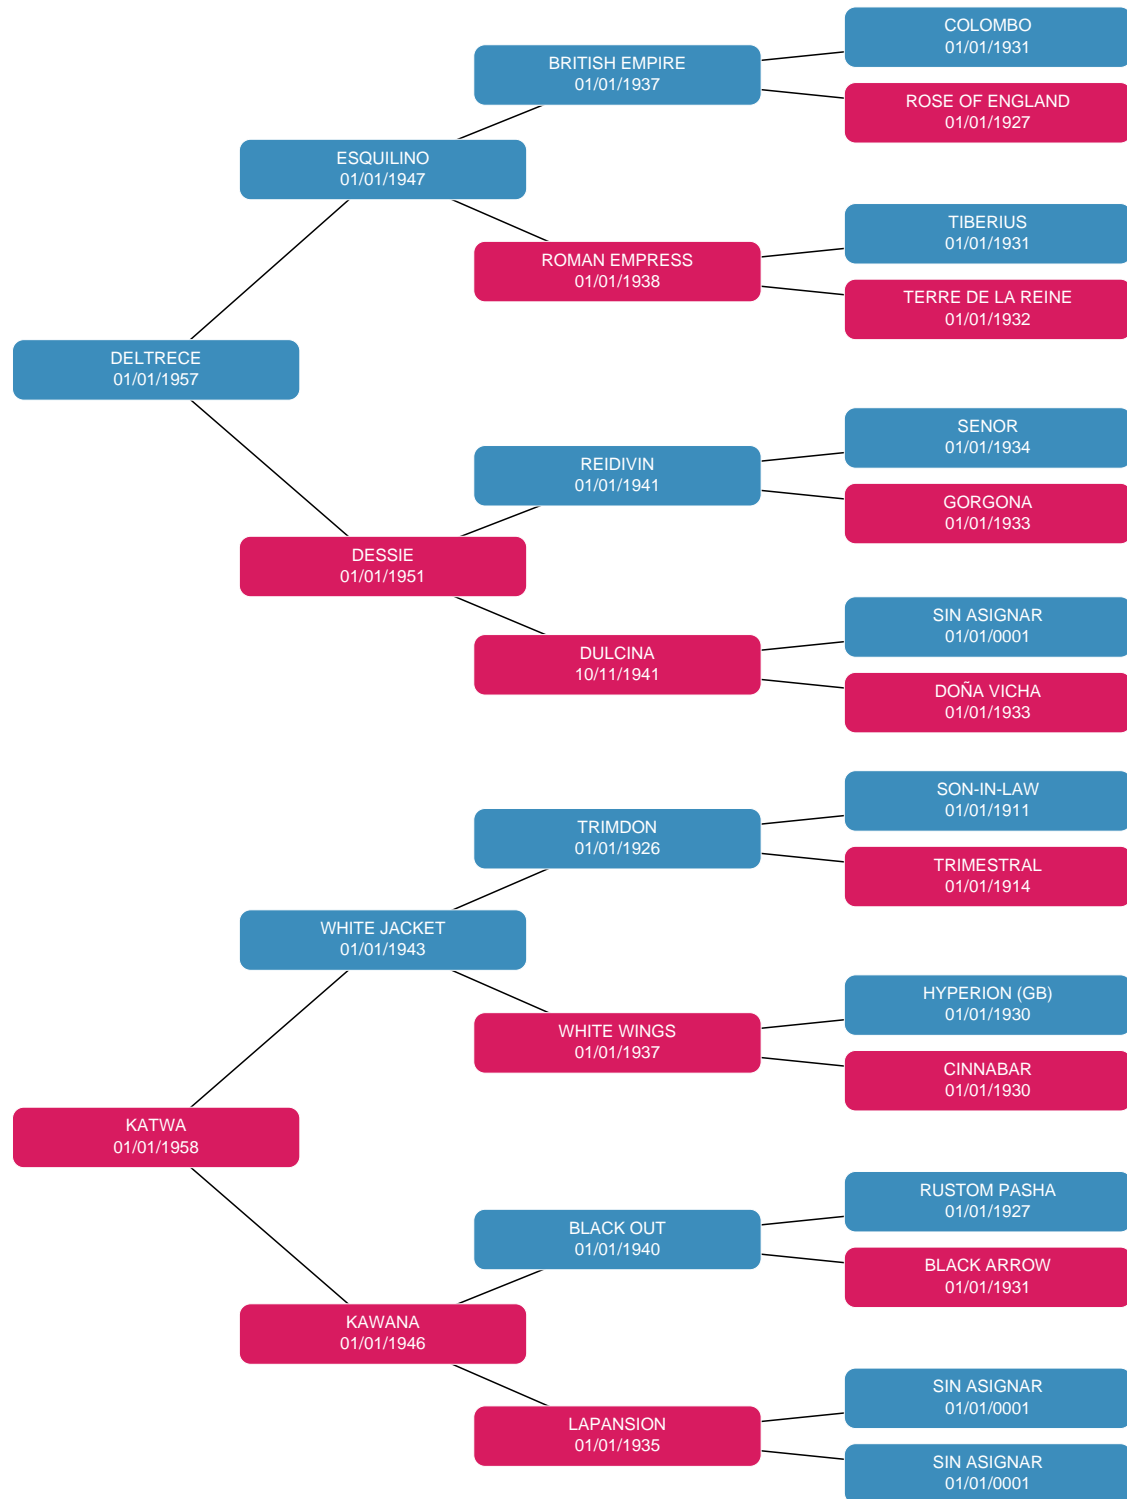 COLOMBO
01/01/1931
BRITISH EMPIRE
01/01/1937
ROSE OF ENGLAND
01/01/1927
ESQUILINO
01/01/1947
TIBERIUS
01/01/1931
ROMAN EMPRESS
01/01/1938
TERRE DE LA REINE
01/01/1932
DELTRECE
01/01/1957
SENOR
01/01/1934
REIDIVIN
01/01/1941
GORGONA
01/01/1933
DESSIE
01/01/1951
SIN ASIGNAR
01/01/0001
DULCINA
10/11/1941
DOÑA VICHA
01/01/1933
SON-IN-LAW
01/01/1911
TRIMDON
01/01/1926
TRIMESTRAL
01/01/1914
WHITE JACKET
01/01/1943
HYPERION (GB)
01/01/1930
WHITE WINGS
01/01/1937
CINNABAR
01/01/1930
KATWA
01/01/1958
RUSTOM PASHA
01/01/1927
BLACK OUT
01/01/1940
BLACK ARROW
01/01/1931
KAWANA
01/01/1946
SIN ASIGNAR
01/01/0001
LAPANSION
01/01/1935
SIN ASIGNAR
01/01/0001